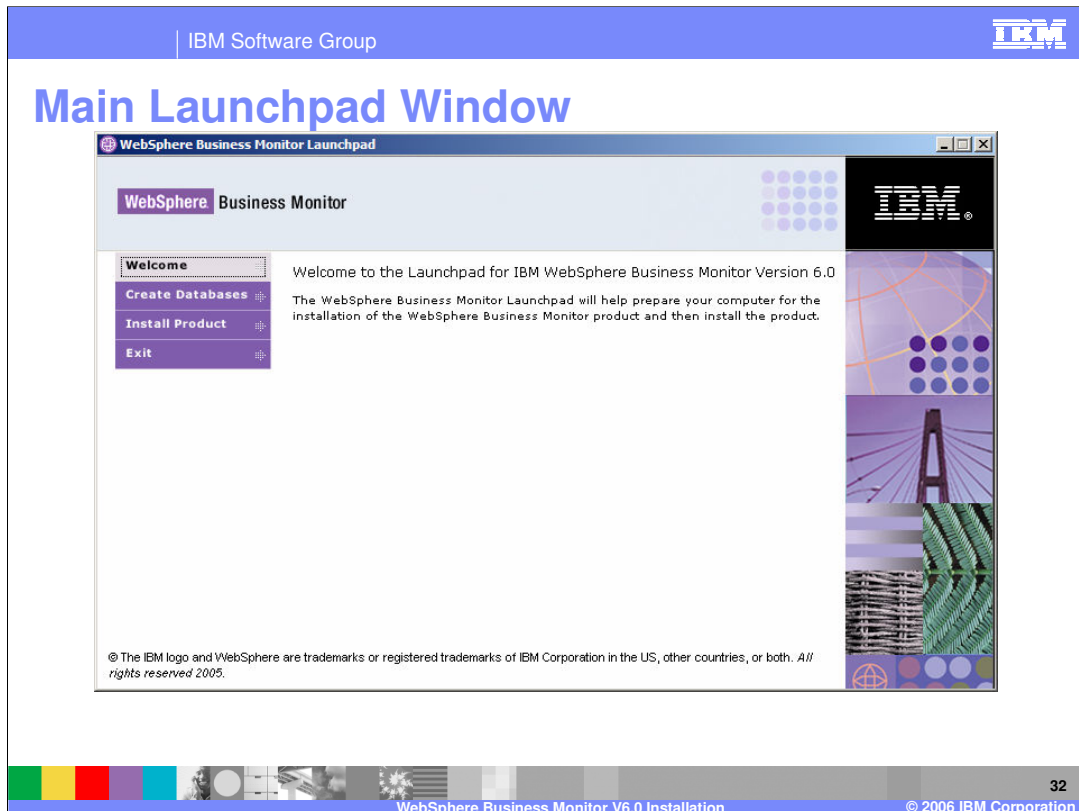 IBM Software Group
IBM
Main Launchpad Window
WebSphere Business Monitor Launchpad
WebSphere Business Monitor
IBM®
Welcome
Create Databases
Install Product
Exit
Welcome to the Launchpad for IBM WebSphere Business Monitor Version 6.0
The WebSphere Business Monitor Launchpad will help prepare your computer for the
installation of the WebSphere Business Monitor product and then install the product.
© The IBM logo and WebSphere are trademarks or registered trademarks of IBM Corporation in the US, other countries, or both. All
rights reserved 2005.
32
WebSphere Business Monitor V6.0 Installation
© 2006 IBM Corporation